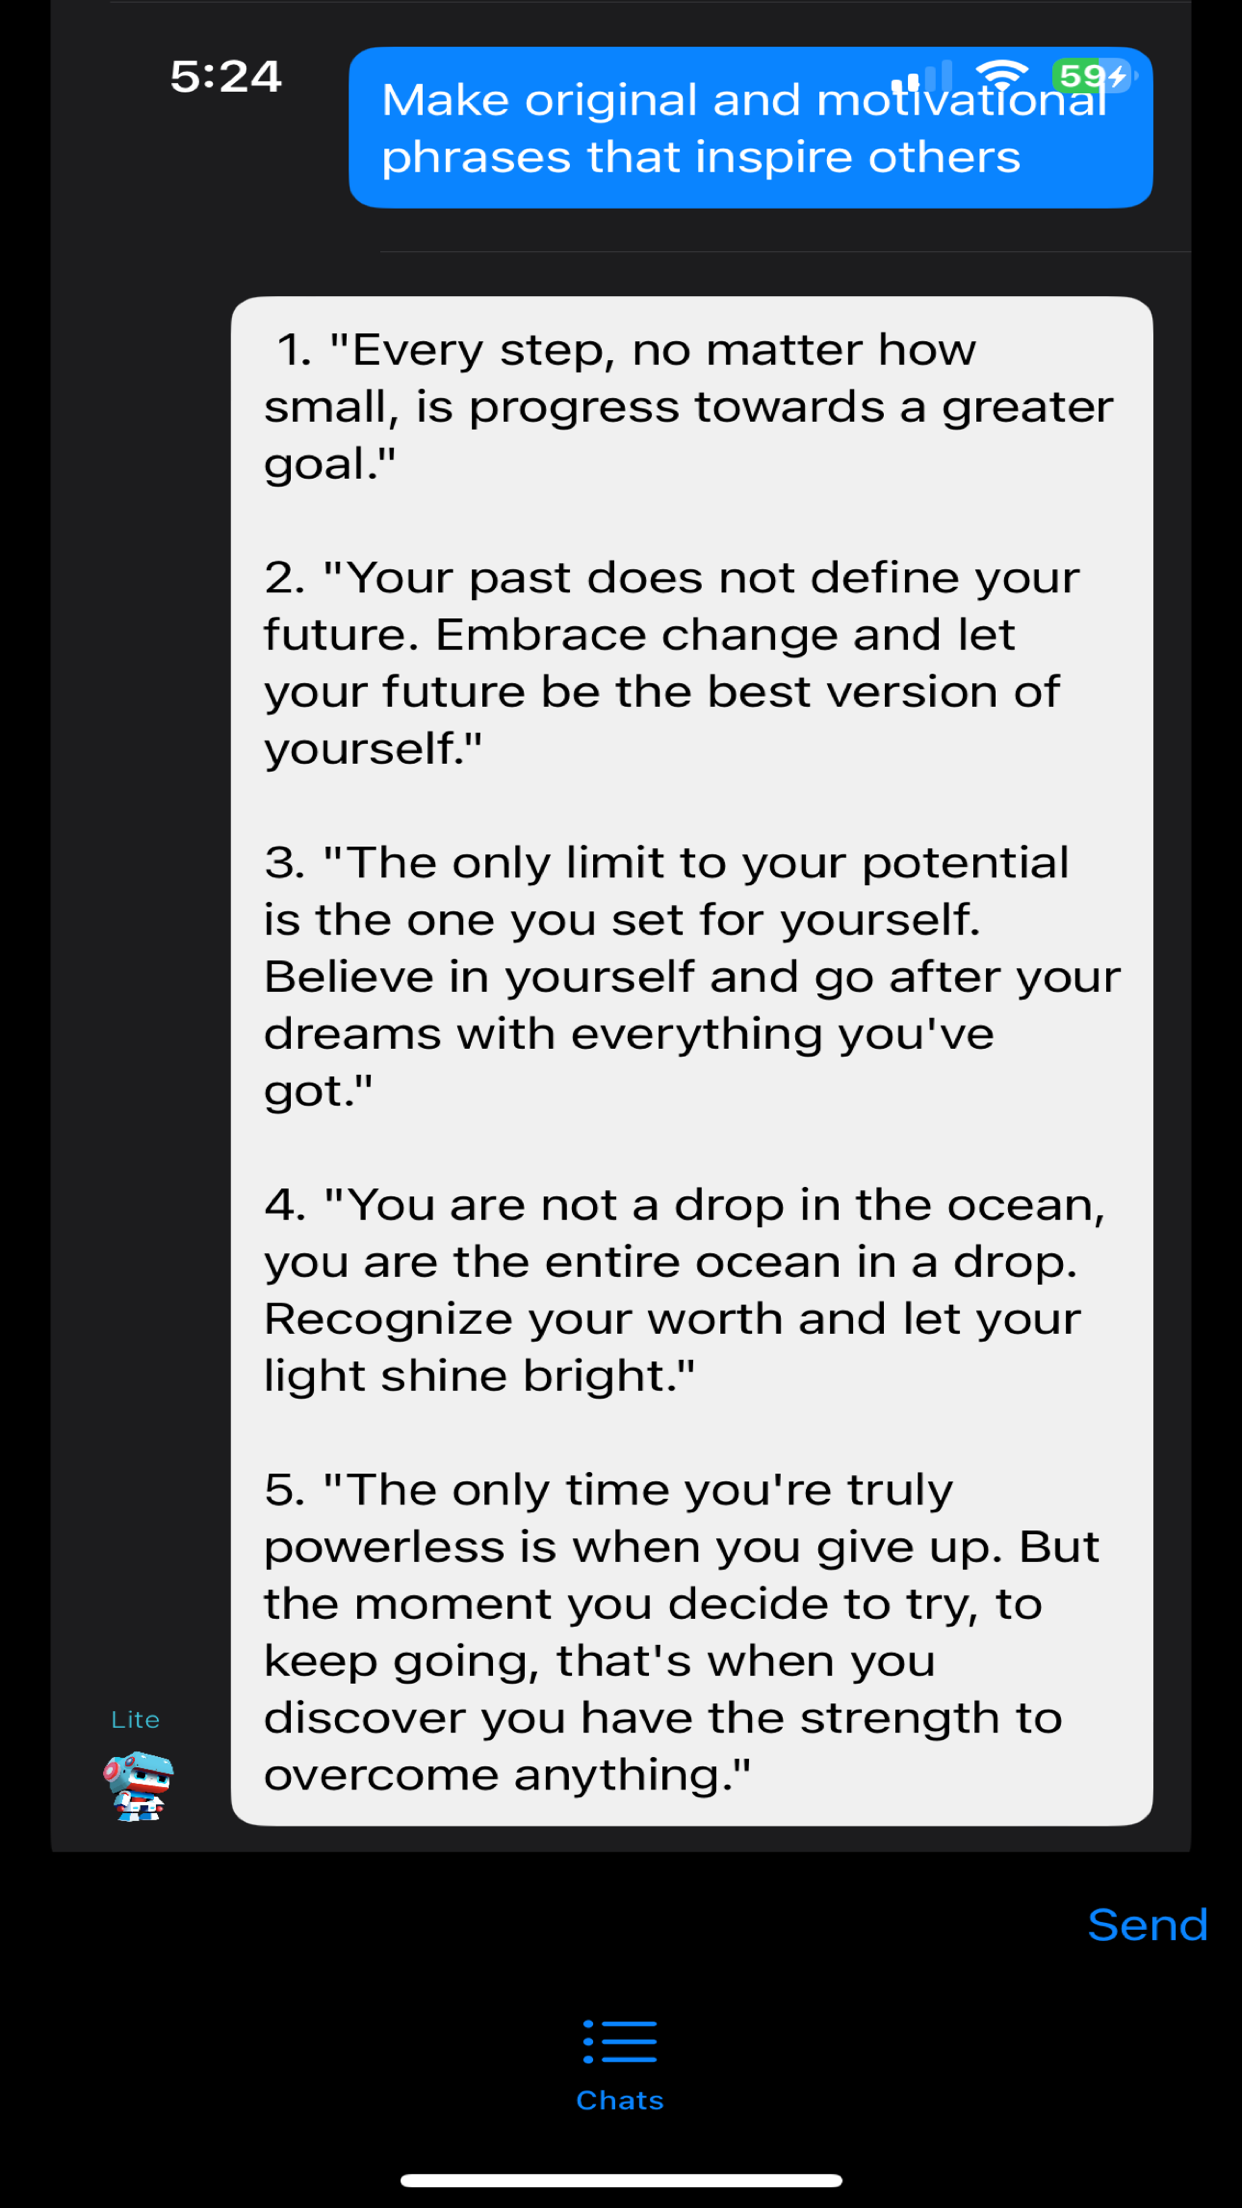 5:24
59
Make original and motivational
phrases that inspire others
1. "Every step, no matter how
small, is progress towards a greater
goal."
2. "Your past does not define your
future. Embrace change and let
your future be the best version of
yourself."
3. "The only limit to your potential
is the one you set for yourself.
Believe in yourself and go after your
dreams with everything you've
got."
4. "You are not a drop in the ocean,
you are the entire ocean in a drop.
Recognize your worth and let your
light shine bright."
5. "The only time you're truly
powerless is when you give up. But
the moment you decide to try, to
keep going, that's when you
discover you have the strength to
overcome anything."
Lite
Send
Chats